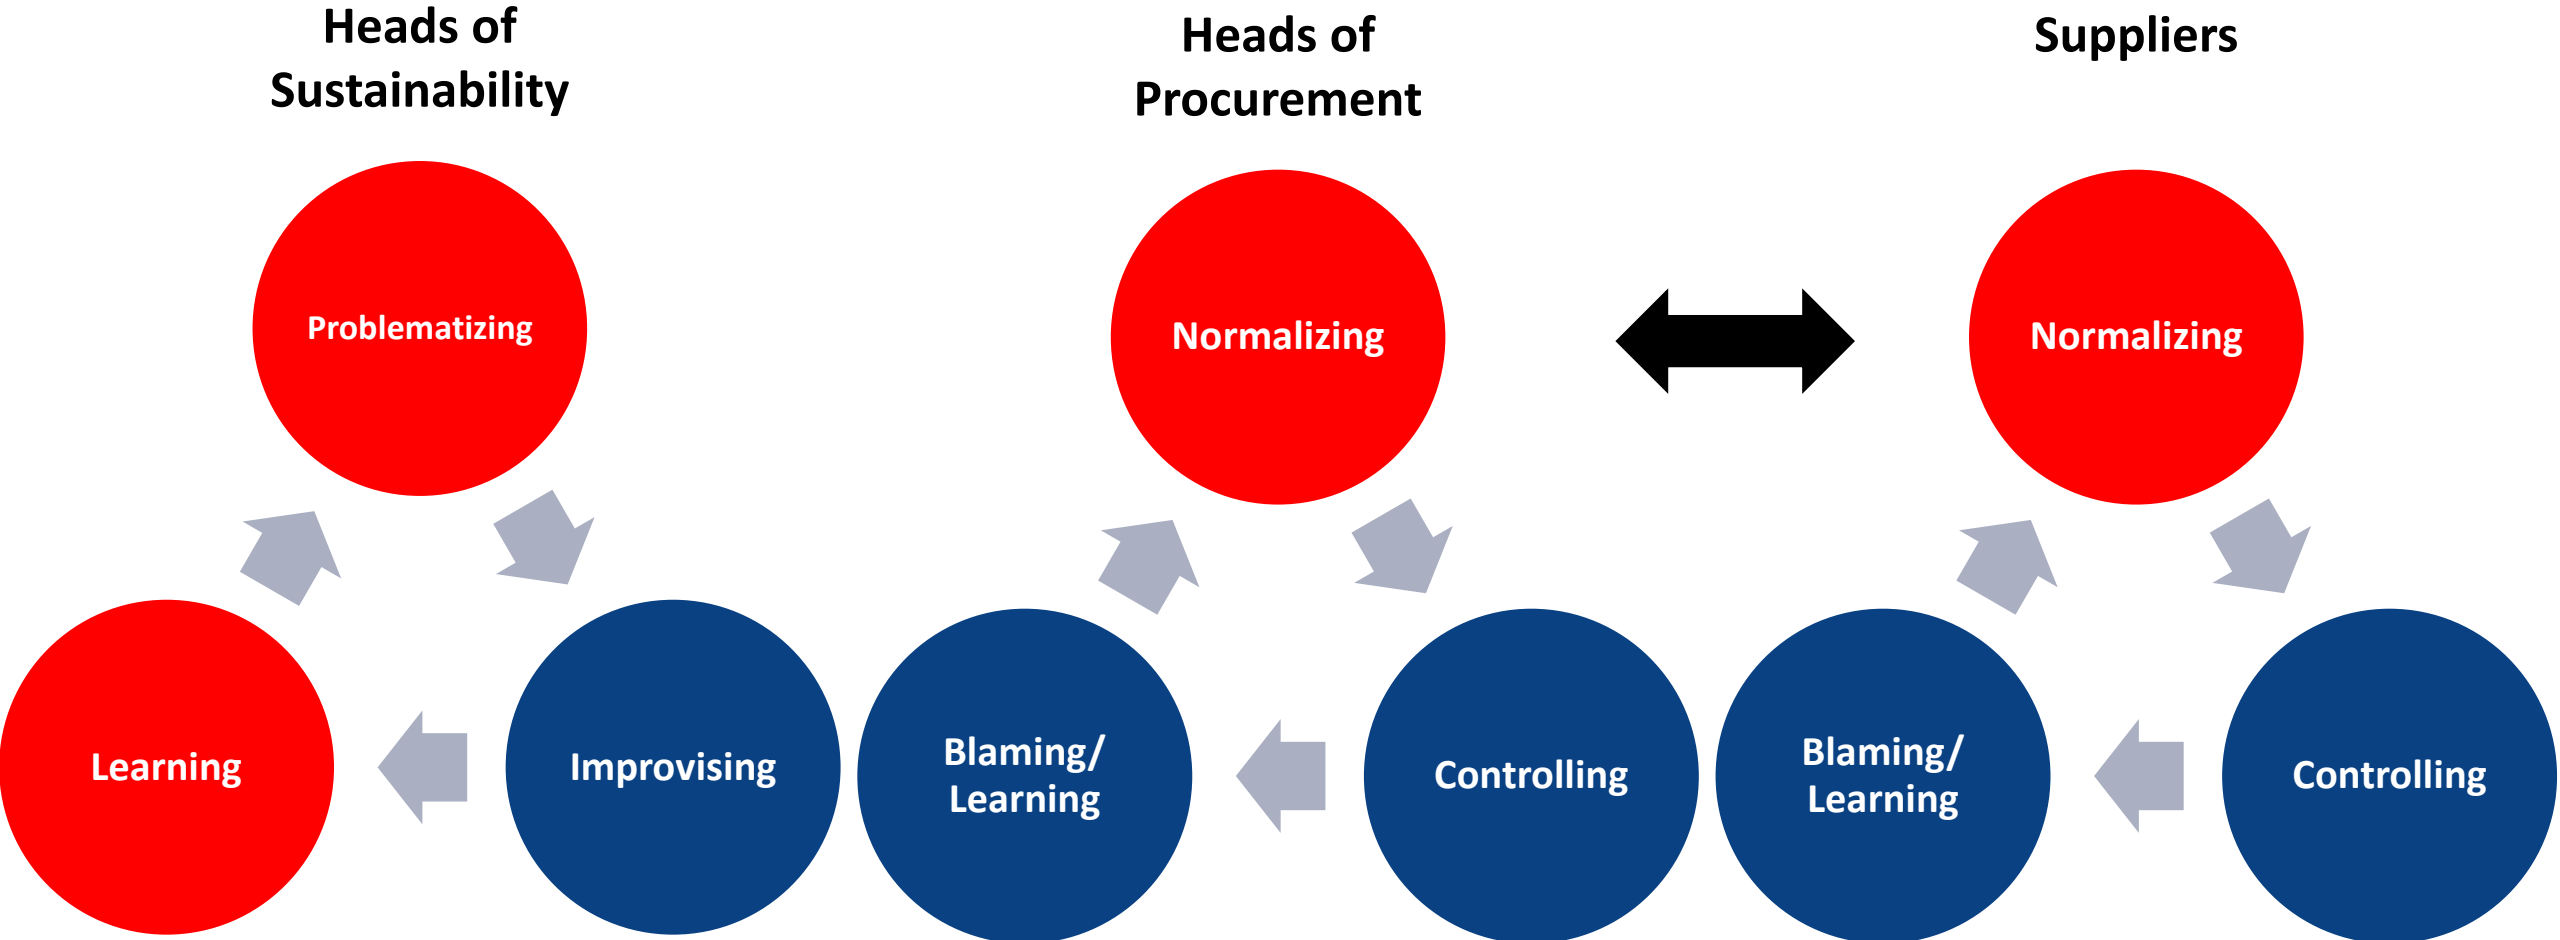 Heads of
Sustainability
Heads of
Procurement
Suppliers
Problematizing
Normalizing
Normalizing
Learning
Improvising
Blaming/
Learning
Controlling
Blaming/
Learning
Controlling